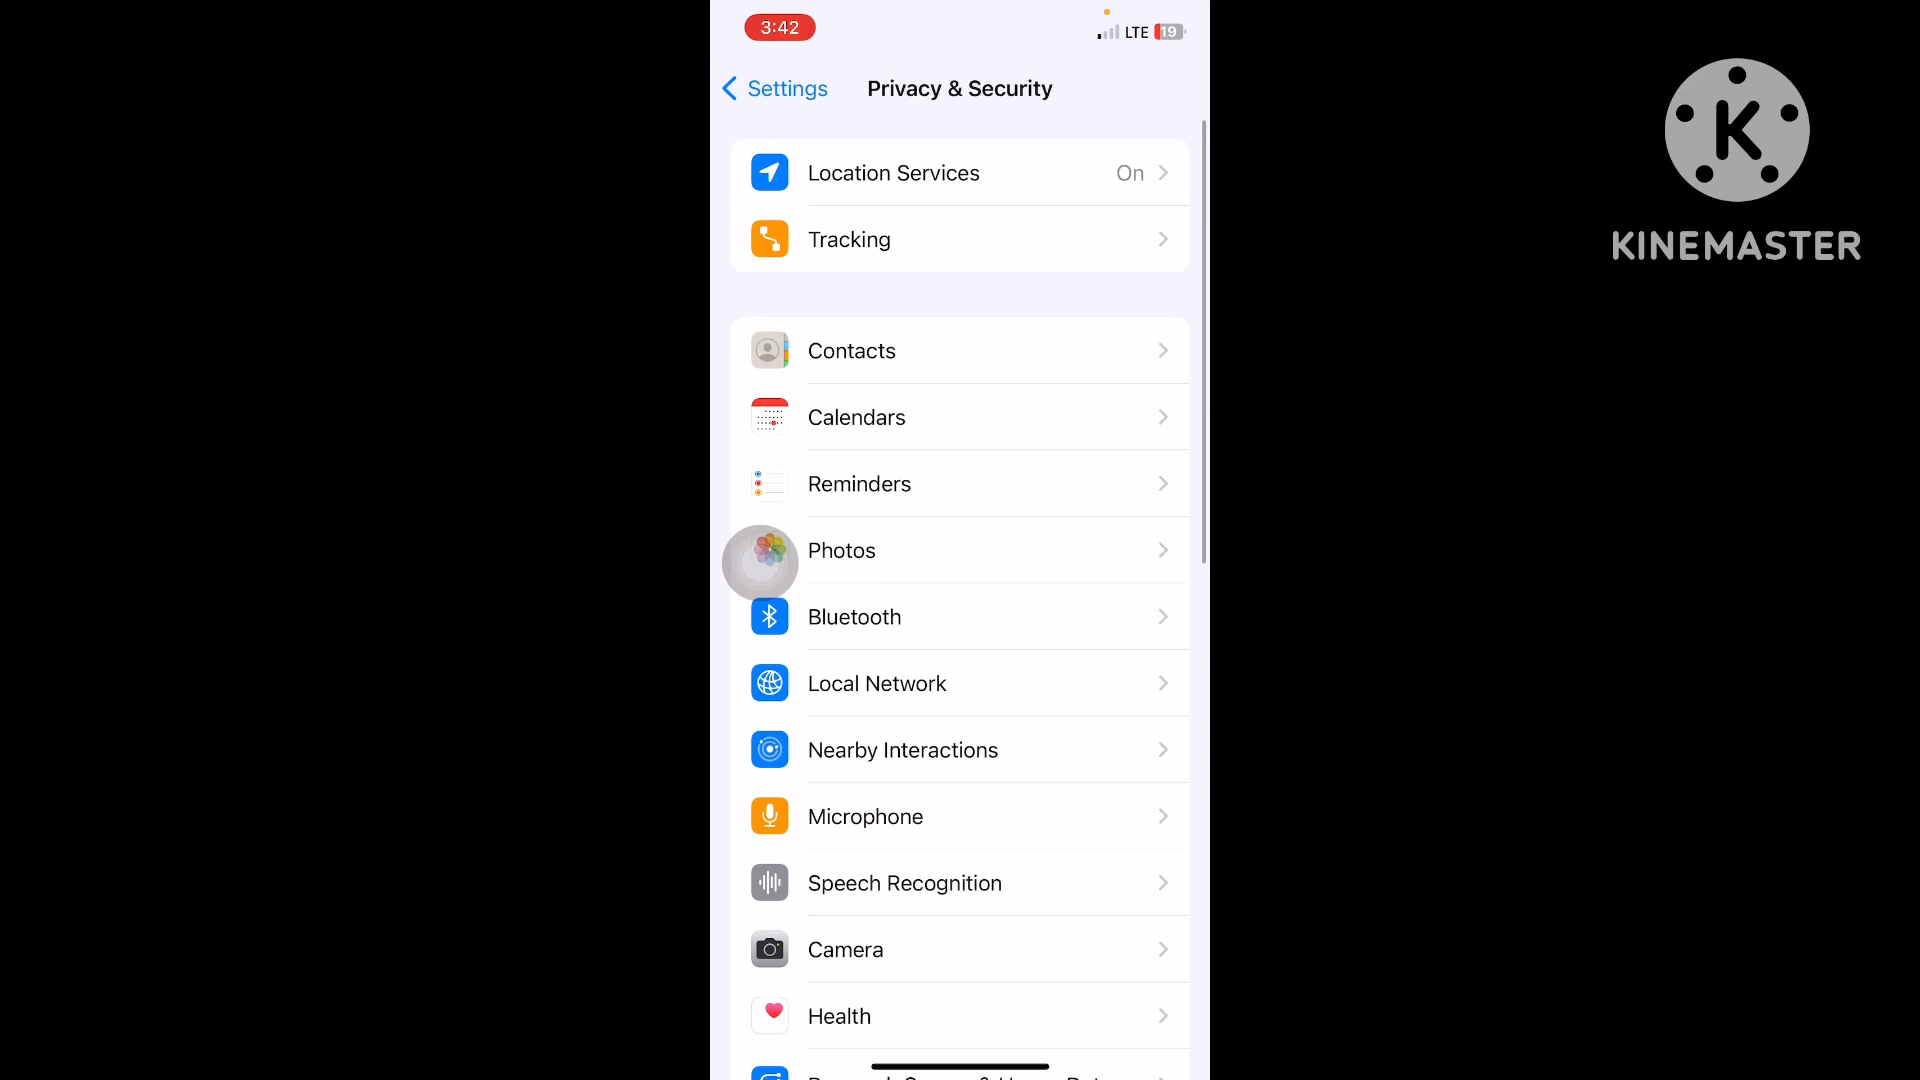 3:42
LTE 19
Settings
Privacy & Security
Location Services
On
Tracking
Contacts
Calendars
Reminders
Photos
Bluetooth
Local Network
Nearby Interactions
Microphone
Speech Recognition
Camera
Health
K
KINEMASTER